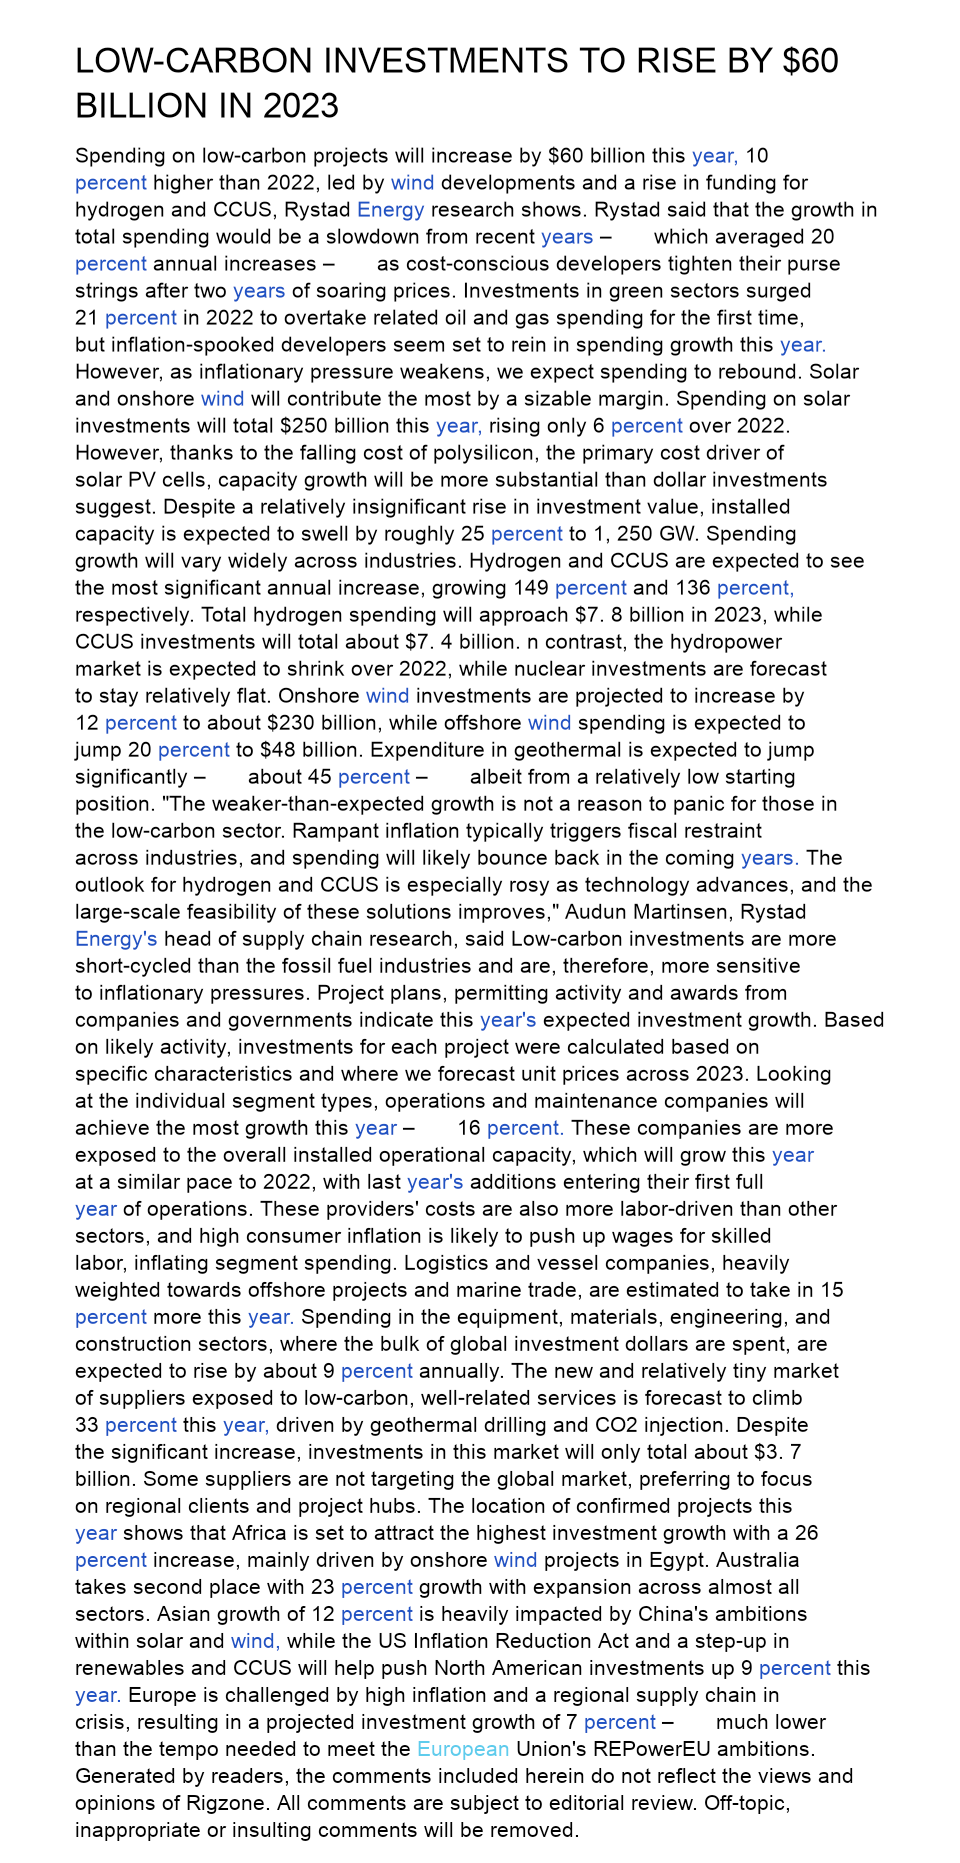 LOW-CARBON INVESTMENTS TO RISE BY $60
BILLION IN 2023
Spending on low-carbon projects will increase by $60 billion this year, 10
percent higher than 2022, led by wind developments and a rise in funding for
hydrogen and CCUS, Rystad Energy research shows. Rystad said that the growth in
total spending would be a slowdown from recent years – which averaged 20
percent annual increases – as cost-conscious developers tighten their purse
strings after two years of soaring prices. Investments in green sectors surged
21 percent in 2022 to overtake related oil and gas spending for the first time,
but inflation-spooked developers seem set to rein in spending growth this year.
However, as inflationary pressure weakens, we expect spending to rebound. Solar
and onshore wind will contribute the most by a sizable margin. Spending on solar
investments will total $250 billion this year, rising only 6 percent over 2022.
However, thanks to the falling cost of polysilicon, the primary cost driver of
solar PV cells, capacity growth will be more substantial than dollar investments
suggest. Despite a relatively insignificant rise in investment value, installed
capacity is expected to swell by roughly 25 percent to 1, 250 GW. Spending
growth will vary widely across industries. Hydrogen and CCUS are expected to see
the most significant annual increase, growing 149 percent and 136 percent,
respectively. Total hydrogen spending will approach $7. 8 billion in 2023, while
CCUS investments will total about $7. 4 billion. n contrast, the hydropower
market is expected to shrink over 2022, while nuclear investments are forecast
to stay relatively flat. Onshore wind investments are projected to increase by
12 percent to about $230 billion, while offshore wind spending is expected to
jump 20 percent to $48 billion. Expenditure in geothermal is expected to jump
significantly – about 45 percent – albeit from a relatively low starting
position. "The weaker-than-expected growth is not a reason to panic for those in
the low-carbon sector. Rampant inflation typically triggers fiscal restraint
across industries, and spending will likely bounce back in the coming years. The
outlook for hydrogen and CCUS is especially rosy as technology advances, and the
large-scale feasibility of these solutions improves," Audun Martinsen, Rystad
Energy's head of supply chain research, said Low-carbon investments are more
short-cycled than the fossil fuel industries and are, therefore, more sensitive
to inflationary pressures. Project plans, permitting activity and awards from
companies and governments indicate this year's expected investment growth. Based
on likely activity, investments for each project were calculated based on
specific characteristics and where we forecast unit prices across 2023. Looking
at the individual segment types, operations and maintenance companies will
achieve the most growth this year – 16 percent. These companies are more
exposed to the overall installed operational capacity, which will grow this year
at a similar pace to 2022, with last year's additions entering their first full
year of operations. These providers' costs are also more labor-driven than other
sectors, and high consumer inflation is likely to push up wages for skilled
labor, inflating segment spending. Logistics and vessel companies, heavily
weighted towards offshore projects and marine trade, are estimated to take in 15
percent more this year. Spending in the equipment, materials, engineering, and
construction sectors, where the bulk of global investment dollars are spent, are
expected to rise by about 9 percent annually. The new and relatively tiny market
of suppliers exposed to low-carbon, well-related services is forecast to climb
33 percent this year, driven by geothermal drilling and CO2 injection. Despite
the significant increase, investments in this market will only total about $3. 7
billion. Some suppliers are not targeting the global market, preferring to focus
on regional clients and project hubs. The location of confirmed projects this
year shows that Africa is set to attract the highest investment growth with a 26
percent increase, mainly driven by onshore wind projects in Egypt. Australia
takes second place with 23 percent growth with expansion across almost all
sectors. Asian growth of 12 percent is heavily impacted by China's ambitions
within solar and wind, while the US Inflation Reduction Act and a step-up in
renewables and CCUS will help push North American investments up 9 percent this
year. Europe is challenged by high inflation and a regional supply chain in
crisis, resulting in a projected investment growth of 7 percent – much lower
than the tempo needed to meet the European Union's REPowerEU ambitions.
Generated by readers, the comments included herein do not reflect the views and
opinions of Rigzone. All comments are subject to editorial review. Off-topic,
inappropriate or insulting comments will be removed.